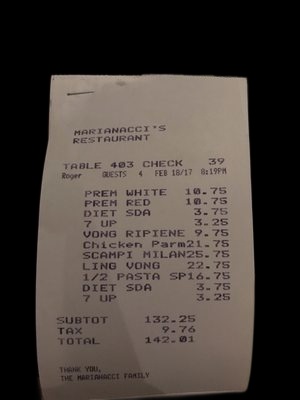 MARIANACCI'S
RESTAURANT
TABLE 403 CHECK 39
Roger GUESTS 4 FEB 18/17 8:19PM
PREM WHITE 10.75
PREM RED 10.75
DIET SDA 3.75
7 UP 3.25
VONG RIPIENE 9.75
Chicken Parm21.75
SCAMPI MILAN25.75
LING VONG 22.75
1/2 PASTA SP16.75
DIET SDA 3.75
7 UP 3.25
SUBTOT 132.25
TAX 9.76
TOTAL 142.01
THANK YOU,
THE MARIANACCI FAMILY